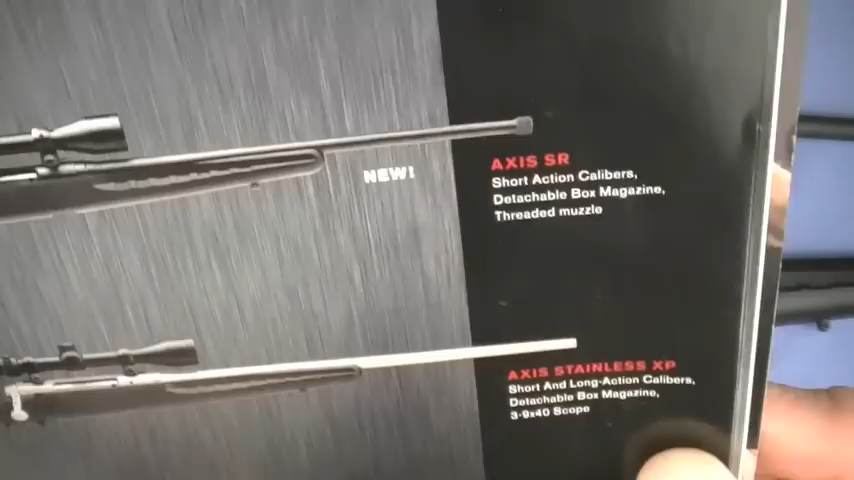 NEW!
AXIS SR
Short Action Calibers,
Detachable Box Magazine,
Threaded muzzle
AXIS STAINLESS XP
Short And Long-Action Calibers,
Detachable Box Magazine,
3-9x40 Scope